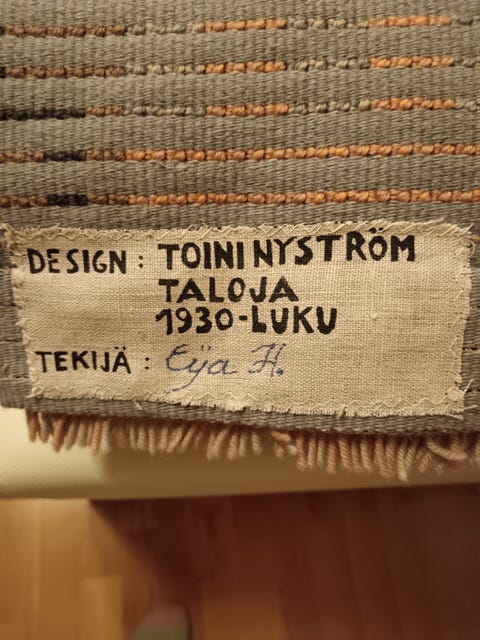 DESIGN: TOINI NYSTRÖM
TALOJA
1930-LUKU
TEKIJÄ: Eija H.